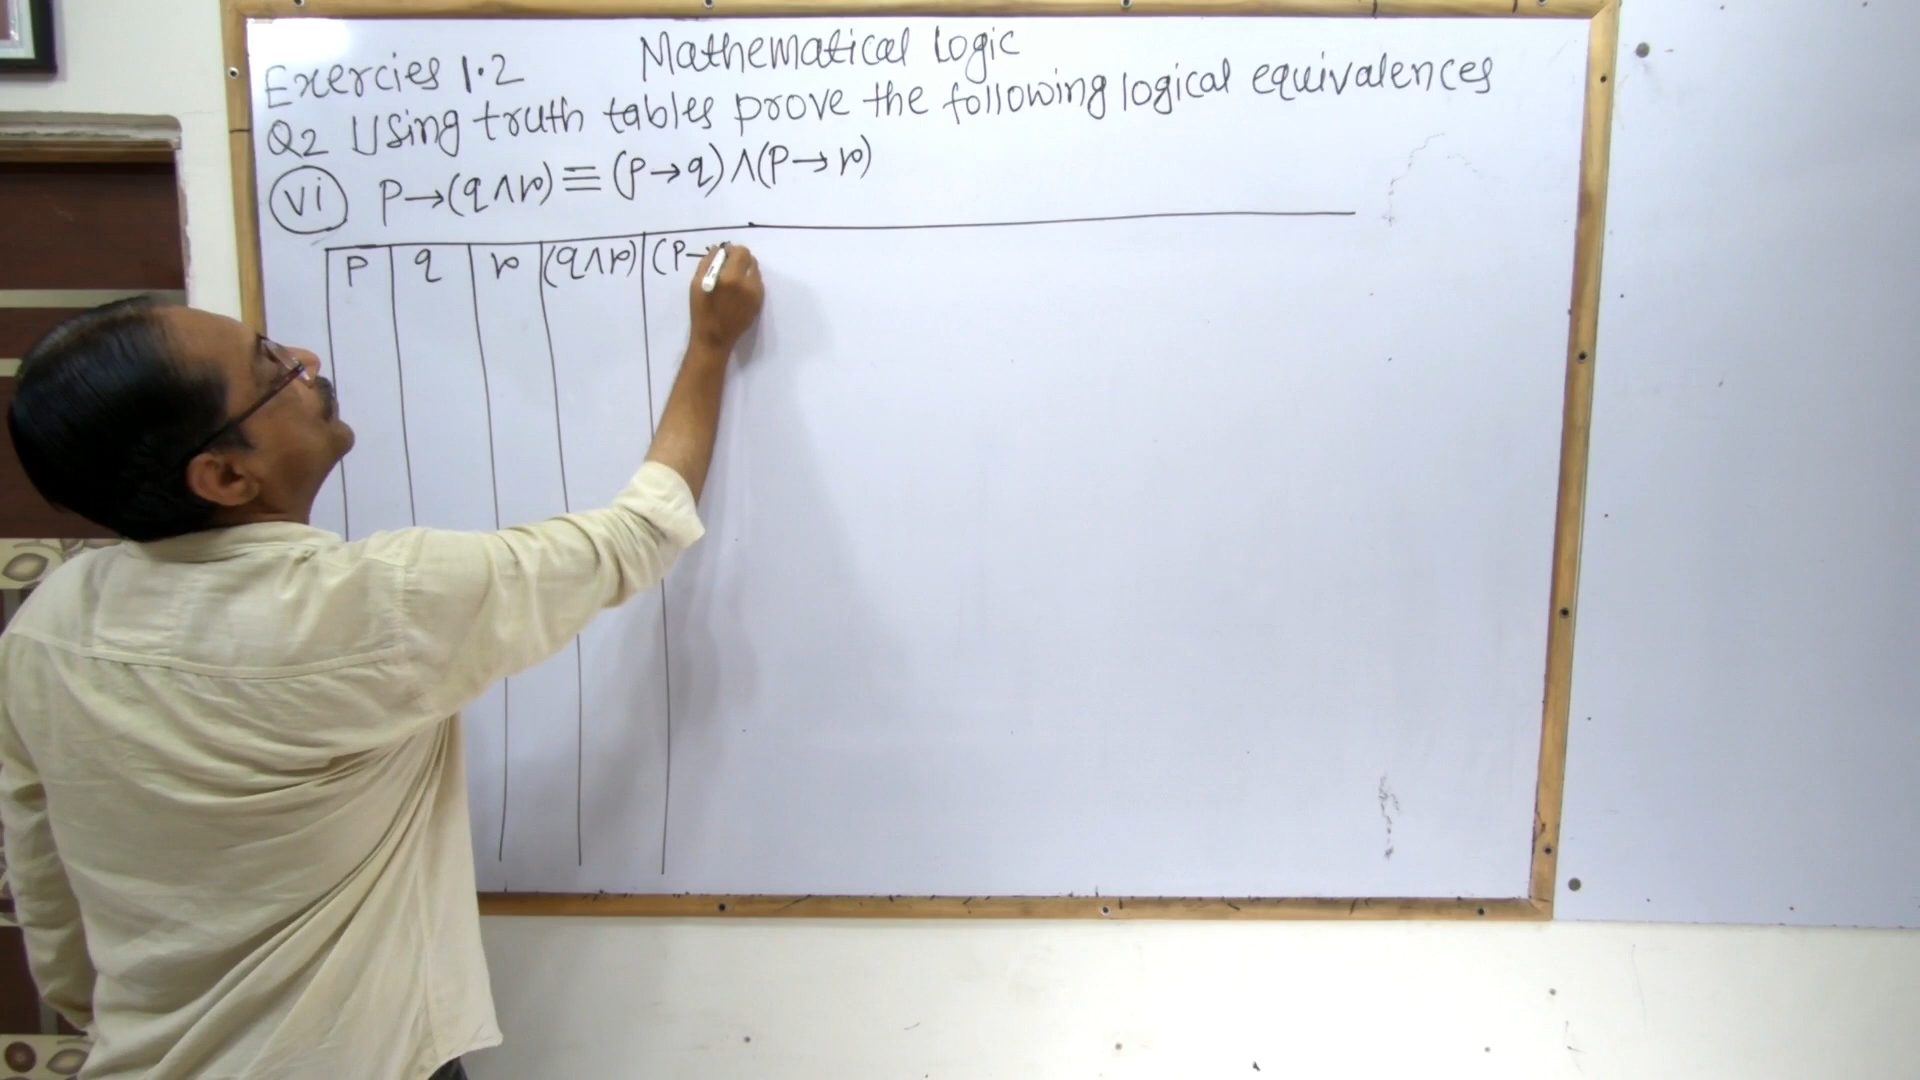 Mathematical Logic
Exercies 1.2
Q2 Using truth tables prove the following logical equivalences
vi P→(q∧r)≡(p→q)∧(P→r)
P q r (q∧r) (P→